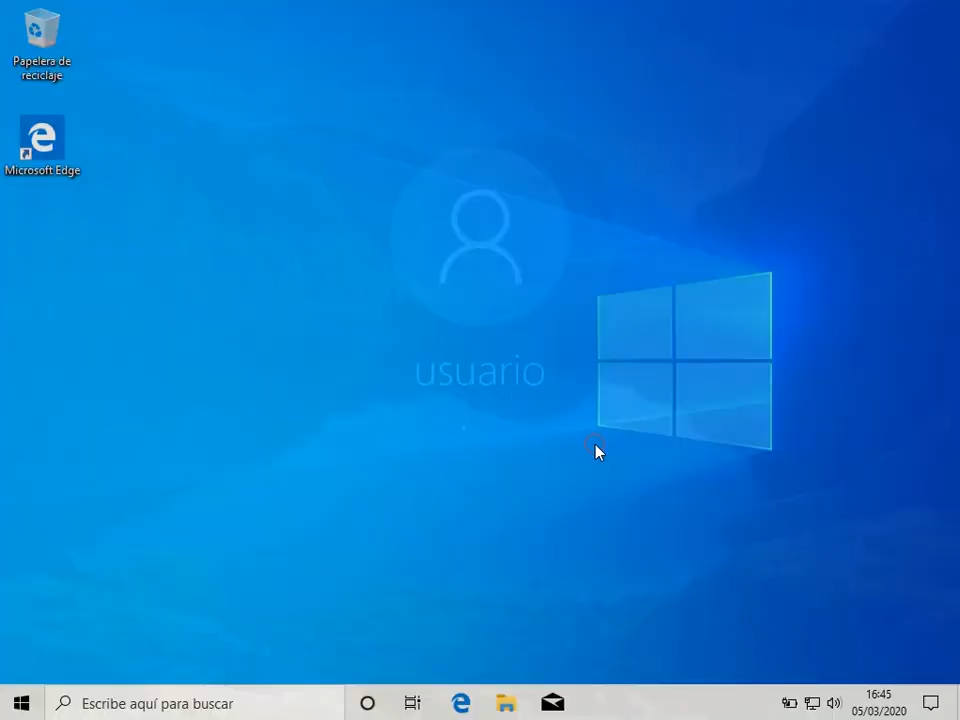 Papelera de
reciclaje
Microsoft Edge
usuario
Escribe aquí para buscar
16:45
05/03/2020